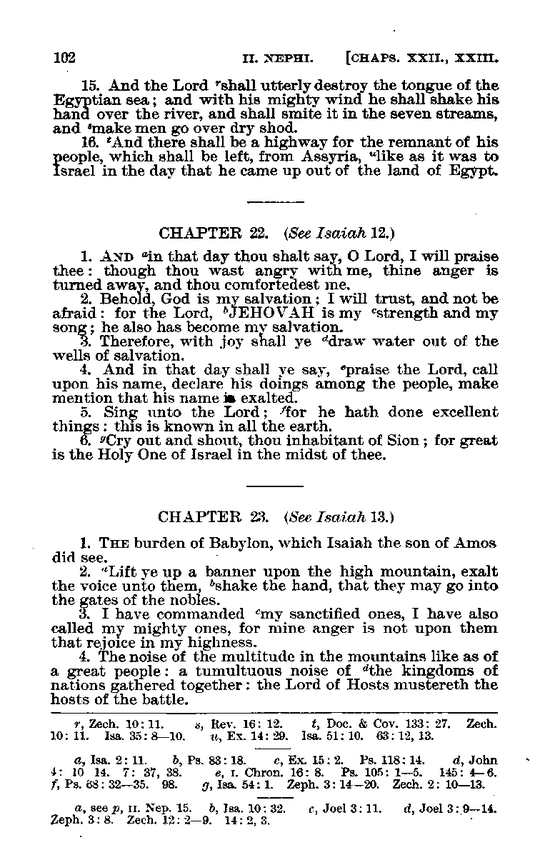 102 II. NEPHI. [CHAPS. XXII., XXIII.
15. And the Lord ʳshall utterly destroy the tongue of the
Egyptian sea; and with his mighty wind he shall shake his
hand over the river, and shall smite it in the seven streams,
and ˢmake men go over dry shod.
16. ᵗAnd there shall be a highway for the remnant of his
people, which shall be left, from Assyria, ᵘlike as it was to
Israel in the day that he came up out of the land of Egypt.
CHAPTER 22. (See Isaiah 12.)
1. AND ᵃin that day thou shalt say, O Lord, I will praise
thee: though thou wast angry with me, thine anger is
turned away, and thou comfortedest me.
2. Behold, God is my salvation; I will trust, and not be
afraid: for the Lord, ᵇJEHOVAH is my ᶜstrength and my
song; he also has become my salvation.
3. Therefore, with joy shall ye ᵈdraw water out of the
wells of salvation.
4. And in that day shall ye say, ᵉpraise the Lord, call
upon his name, declare his doings among the people, make
mention that his name is exalted.
5. Sing unto the Lord; ᶠfor he hath done excellent
things: this is known in all the earth.
6. ᵍCry out and shout, thou inhabitant of Sion; for great
is the Holy One of Israel in the midst of thee.
CHAPTER 23. (See Isaiah 13.)
1. THE burden of Babylon, which Isaiah the son of Amos
did see.
2. ᵃLift ye up a banner upon the high mountain, exalt
the voice unto them, ᵇshake the hand, that they may go into
the gates of the nobles.
3. I have commanded ᶜmy sanctified ones, I have also
called my mighty ones, for mine anger is not upon them
that rejoice in my highness.
4. The noise of the multitude in the mountains like as of
a great people: a tumultuous noise of ᵈthe kingdoms of
nations gathered together: the Lord of Hosts mustereth the
hosts of the battle.
r, Zech. 10:11. s, Rev. 16:12. t, Doc. & Cov. 133:27. Zech.
10:11. Isa. 35:8—10. u, Ex. 14:29. Isa. 51:10. 63:12, 13.
a, Isa. 2:11. b, Ps. 83:18. c, Ex. 15:2. Ps. 118:14. d, John
4: 10 14. 7: 37, 38. e, I. Chron. 16:8. Ps. 105:1—5. 145:4—6.
f, Ps. 68:32—35. 98. g, Isa. 54:1. Zeph. 3:14—20. Zech. 2:10—13.
a, see p, II. Nep. 15. b, Isa. 10:32. c, Joel 3:11. d, Joel 3:9—14.
Zeph. 3:8. Zech. 12:2—9. 14:2, 3.